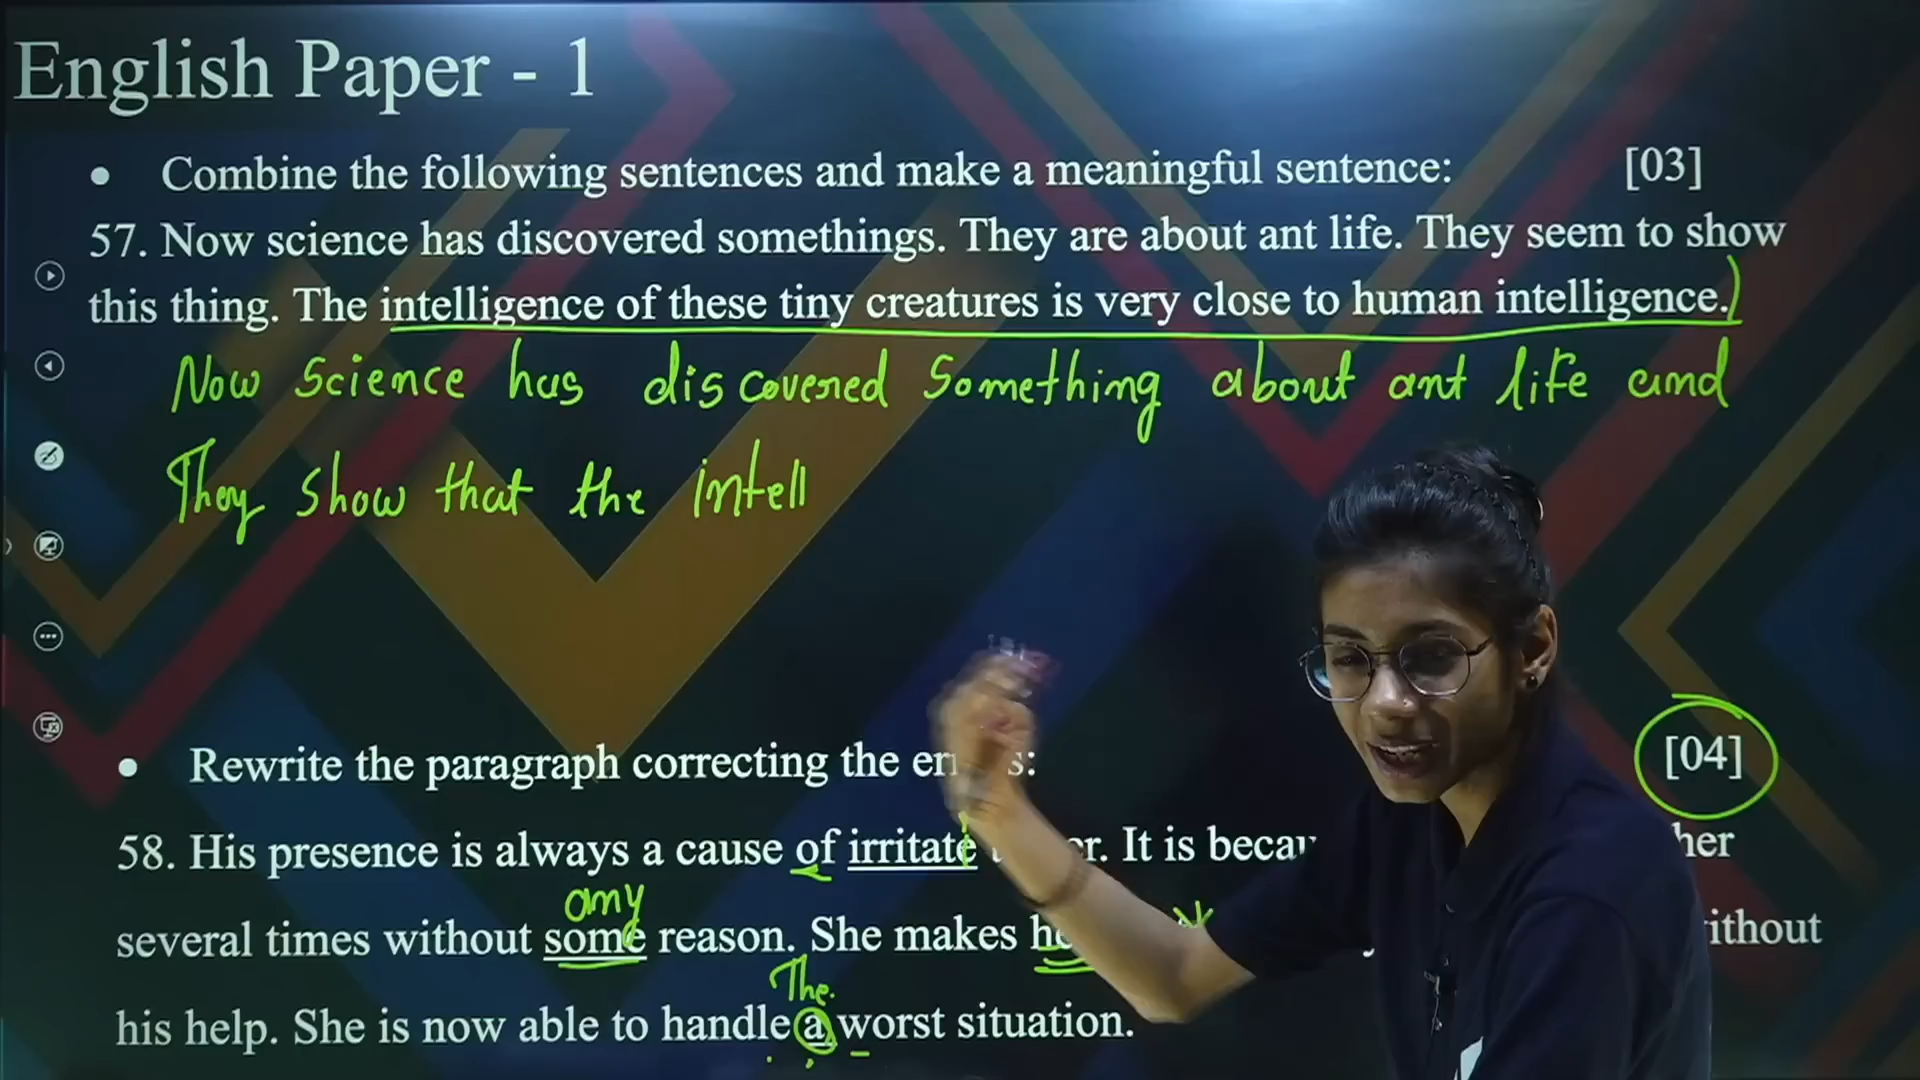 English Paper - 1
• Combine the following sentences and make a meaningful sentence: [03]
57. Now science has discovered somethings. They are about ant life. They seem to show
this thing. The intelligence of these tiny creatures is very close to human intelligence.
Now Science has discovered Something about ant life and
They show that the intell
• Rewrite the paragraph correcting the [04]
58. His presence is always a cause of irritate It is her
any
several times without some reason. She makes ithout
The.
his help. She is now able to handle a worst situation.